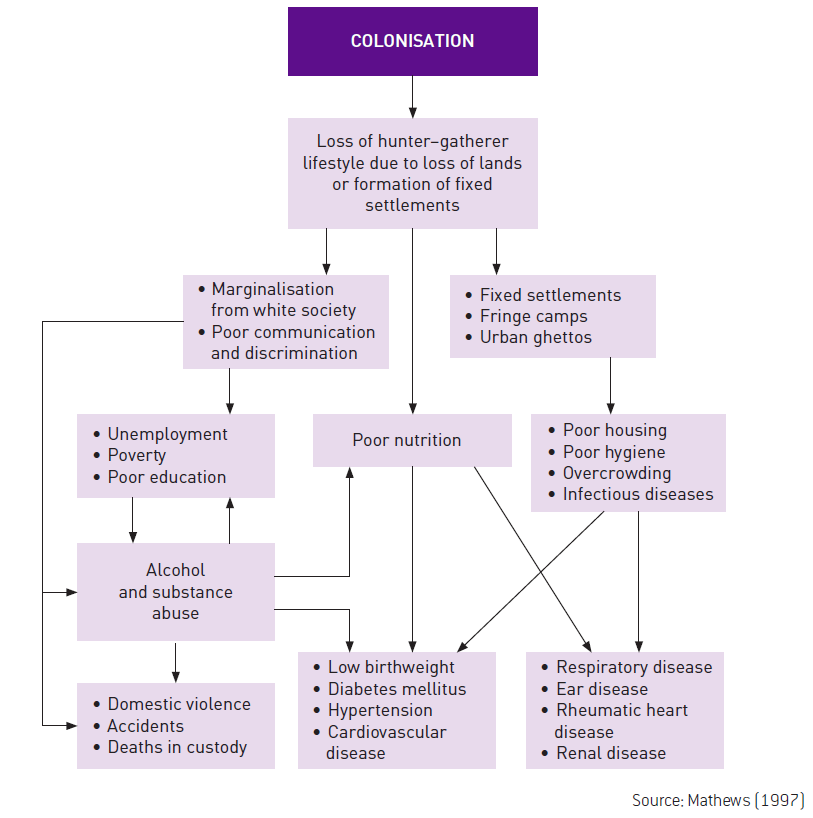 COLONISATION
Loss of hunter–gatherer
lifestyle due to loss of lands
or formation of fixed
settlements
• Marginalisation
from white society
• Poor communication
and discrimination
• Fixed settlements
• Fringe camps
• Urban ghettos
• Unemployment
• Poverty
• Poor education
Poor nutrition
• Poor housing
• Poor hygiene
• Overcrowding
• Infectious diseases
Alcohol
and substance
abuse
• Domestic violence
• Accidents
• Deaths in custody
• Low birthweight
• Diabetes mellitus
• Hypertension
• Cardiovascular
disease
• Respiratory disease
• Ear disease
• Rheumatic heart
disease
• Renal disease
Source: Mathews (1997)